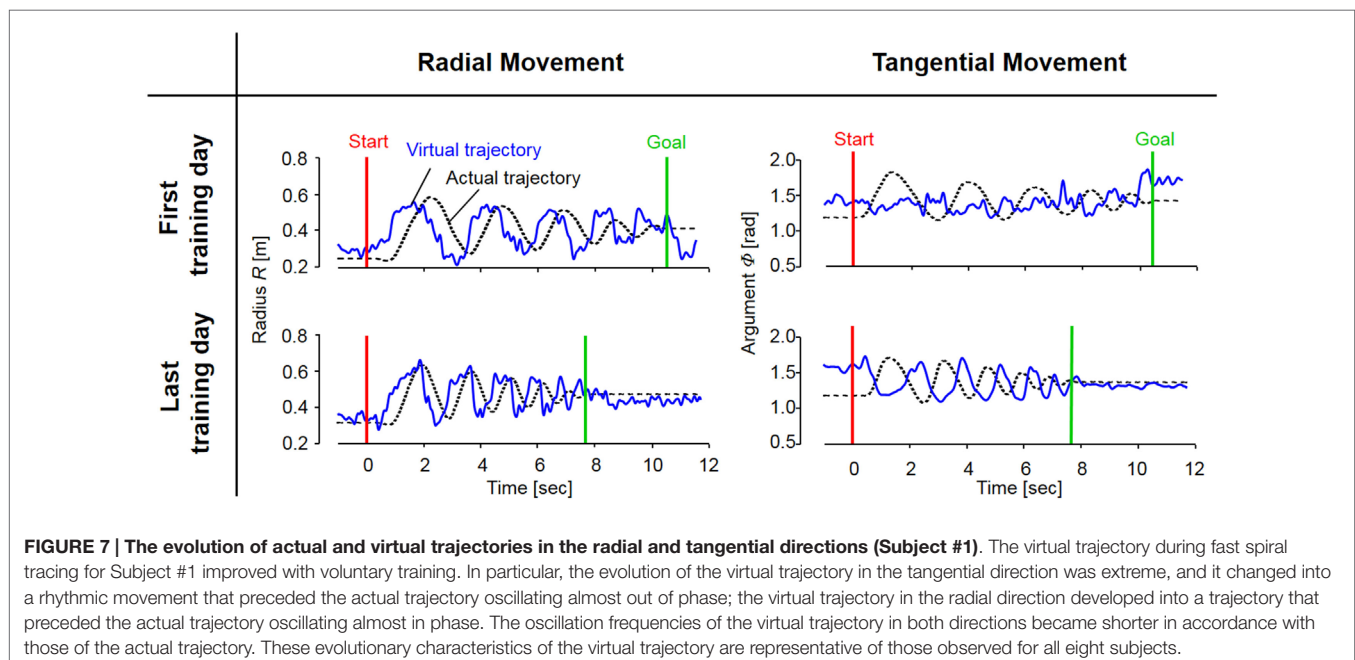 Radial Movement
Tangential Movement
First
training day
Last
training day
Start
Virtual trajectory
Actual trajectory
Goal
0.8
0.6
0.4
0.2
Radius R [m]
0.8
0.6
0.4
0.2
0 2 4 6 8 10 12
Time [sec]
Start
Goal
2.0
1.5
1.0
0.5
Argument Φ [rad]
2.0
1.5
1.0
0.5
0 2 4 6 8 10 12
Time [sec]
FIGURE 7 | The evolution of actual and virtual trajectories in the radial and tangential directions (Subject #1). The virtual trajectory during fast spiral
tracing for Subject #1 improved with voluntary training. In particular, the evolution of the virtual trajectory in the tangential direction was extreme, and it changed into
a rhythmic movement that preceded the actual trajectory oscillating almost out of phase; the virtual trajectory in the radial direction developed into a trajectory that
preceded the actual trajectory oscillating almost in phase. The oscillation frequencies of the virtual trajectory in both directions became shorter in accordance with
those of the actual trajectory. These evolutionary characteristics of the virtual trajectory are representative of those observed for all eight subjects.